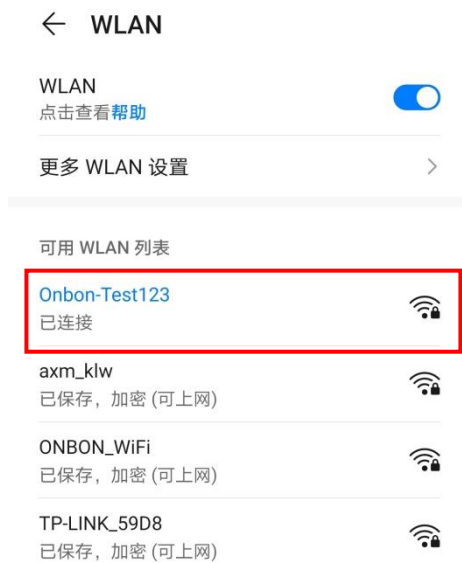 WLAN
WLAN
点击查看帮助
更多 WLAN 设置
可用 WLAN 列表
Onbon-Test123
已连接
axm_klw
已保存，加密 (可上网)
ONBON_WiFi
已保存，加密 (可上网)
TP-LINK_59D8
已保存，加密 (可上网)